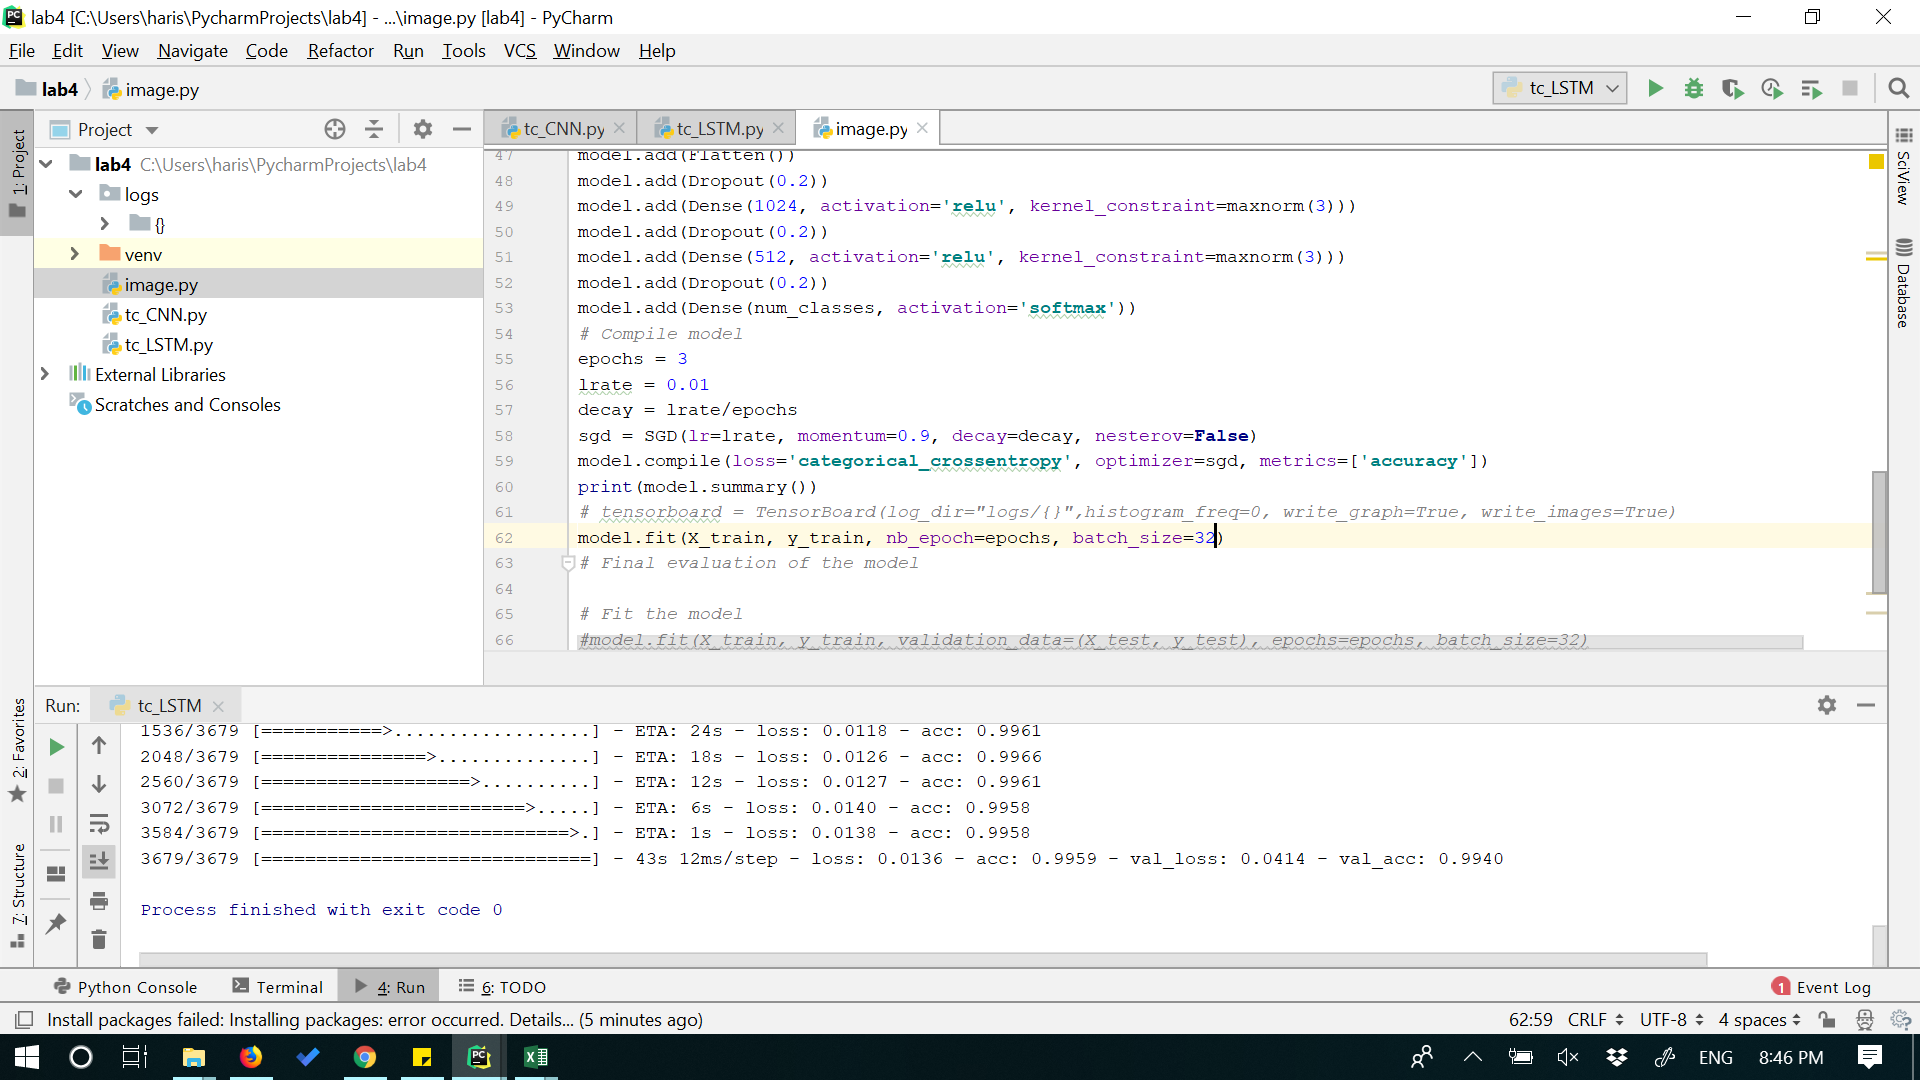 lab4 [C:\Users\haris\PycharmProjects\lab4] - ...\image.py [lab4] - PyCharm
File Edit View Navigate Code Refactor Run Tools VCS Window Help
lab4 image.py tc_LSTM
1: Project
Project
tc_CNN.py tc_LSTM.py image.py
lab4 C:\Users\haris\PycharmProjects\lab4
logs
{}
venv
image.py
tc_CNN.py
tc_LSTM.py
External Libraries
Scratches and Consoles
47 model.add(Flatten())
48 model.add(Dropout(0.2))
49 model.add(Dense(1024, activation='relu', kernel_constraint=maxnorm(3)))
50 model.add(Dropout(0.2))
51 model.add(Dense(512, activation='relu', kernel_constraint=maxnorm(3)))
52 model.add(Dropout(0.2))
53 model.add(Dense(num_classes, activation='softmax'))
54 # Compile model
55 epochs = 3
56 lrate = 0.01
57 decay = lrate/epochs
58 sgd = SGD(lr=lrate, momentum=0.9, decay=decay, nesterov=False)
59 model.compile(loss='categorical_crossentropy', optimizer=sgd, metrics=['accuracy'])
60 print(model.summary())
61 # tensorboard = TensorBoard(log_dir="logs/{}",histogram_freq=0, write_graph=True, write_images=True)
62 model.fit(X_train, y_train, nb_epoch=epochs, batch_size=32)
63 # Final evaluation of the model
64
65 # Fit the model
66 #model.fit(X_train, y_train, validation_data=(X_test, y_test), epochs=epochs, batch_size=32)
SciView
Database
2: Favorites
7: Structure
Run: tc_LSTM
1536/3679 [===========>..................] - ETA: 24s - loss: 0.0118 - acc: 0.9961
2048/3679 [===============>..............] - ETA: 18s - loss: 0.0126 - acc: 0.9966
2560/3679 [===================>..........] - ETA: 12s - loss: 0.0127 - acc: 0.9961
3072/3679 [========================>.....] - ETA: 6s - loss: 0.0140 - acc: 0.9958
3584/3679 [============================>.] - ETA: 1s - loss: 0.0138 - acc: 0.9958
3679/3679 [==============================] - 43s 12ms/step - loss: 0.0136 - acc: 0.9959 - val_loss: 0.0414 - val_acc: 0.9940
Process finished with exit code 0
Python Console Terminal 4: Run 6: TODO 1 Event Log
Install packages failed: Installing packages: error occurred. Details... (5 minutes ago) 62:59 CRLF UTF-8 4 spaces
ENG 8:46 PM